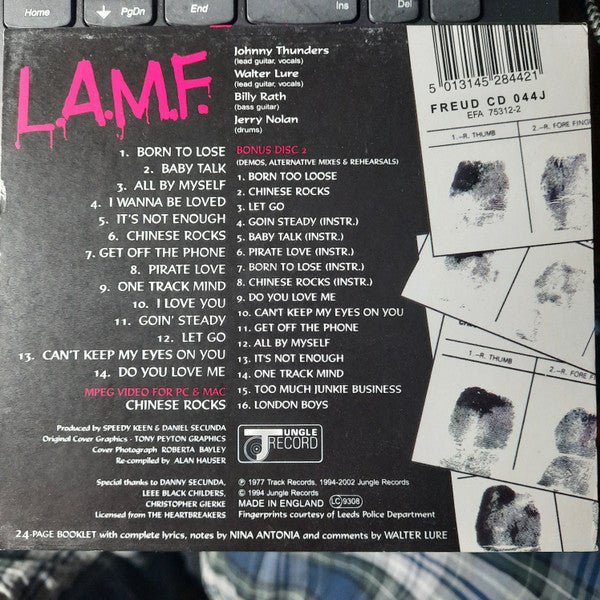 Home
PgDn
End
Ins
Del
L.A.M.F.
Johnny Thunders
(lead guitar, vocals)
Walter Lure
(lead guitar, vocals)
Billy Rath
(bass guitar)
Jerry Nolan
(drums)
1. BORN TO LOSE
2. BABY TALK
3. ALL BY MYSELF
4. I WANNA BE LOVED
5. IT'S NOT ENOUGH
6. CHINESE ROCKS
7. GET OFF THE PHONE
8. PIRATE LOVE
9. ONE TRACK MIND
10. I LOVE YOU
11. GOIN' STEADY
12. LET GO
13. CAN'T KEEP MY EYES ON YOU
14. DO YOU LOVE ME
MPEG VIDEO FOR PC & MAC
CHINESE ROCKS
BONUS DISC 2
(DEMOS, ALTERNATIVE MIXES & REHEARSALS)
1. BORN TOO LOOSE
2. CHINESE ROCKS
3. LET GO
4. GOIN STEADY (INSTR.)
5. BABY TALK (INSTR.)
6. PIRATE LOVE (INSTR.)
7. BORN TO LOSE (INSTR.)
8. CHINESE ROCKS (INSTR.)
9. DO YOU LOVE ME
10. CAN'T KEEP MY EYES ON YOU
11. GET OFF THE PHONE
12. ALL BY MYSELF
13. IT'S NOT ENOUGH
14. ONE TRACK MIND
15. TOO MUCH JUNKIE BUSINESS
16. LONDON BOYS
5 013145 284421
FREUD CD 044J
EFA 75312-2
1.-R. THUMB
2.-R. FORE FING
1.-R. THUMB
2.-R. FORE F
1.-R. THUMB
Produced by SPEEDY KEEN & DANIEL SECUNDA
Original Cover Graphics - TONY PEYTON GRAPHICS
Cover Photograph ROBERTA BAYLEY
Re-compiled by ALAN HAUSER
JUNGLE
RECORD
Special thanks to DANNY SECUNDA,
LEEE BLACK CHILDERS,
CHRISTOPHER GIERKE
Licensed from THE HEARTBREAKERS
℗ 1977 Track Records, 1994-2002 Jungle Records
© 1994 Jungle Records
MADE IN ENGLAND LC 9308
Fingerprints courtesy of Leeds Police Department
24-PAGE BOOKLET with complete lyrics, notes by NINA ANTONIA and comments by WALTER LURE